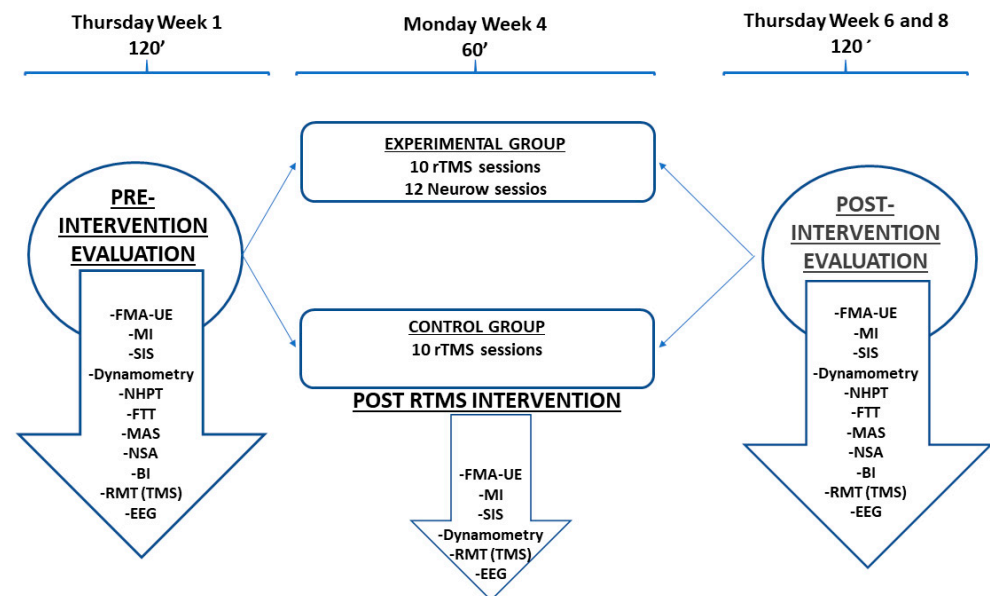 Thursday Week 1
120'
Monday Week 4
60'
Thursday Week 6 and 8
120´
PRE-
INTERVENTION
EVALUATION
-FMA-UE
-MI
-SIS
-Dynamometry
-NHPT
-FTT
-MAS
-NSA
-BI
-RMT (TMS)
-EEG
EXPERIMENTAL GROUP
10 rTMS sessions
12 Neurow sessios
CONTROL GROUP
10 rTMS sessions
POST RTMS INTERVENTION
-FMA-UE
-MI
-SIS
-Dynamometry
-RMT (TMS)
-EEG
POST-
INTERVENTION
EVALUATION
-FMA-UE
-MI
-SIS
-Dynamometry
-NHPT
-FTT
-MAS
-NSA
-BI
-RMT (TMS)
-EEG